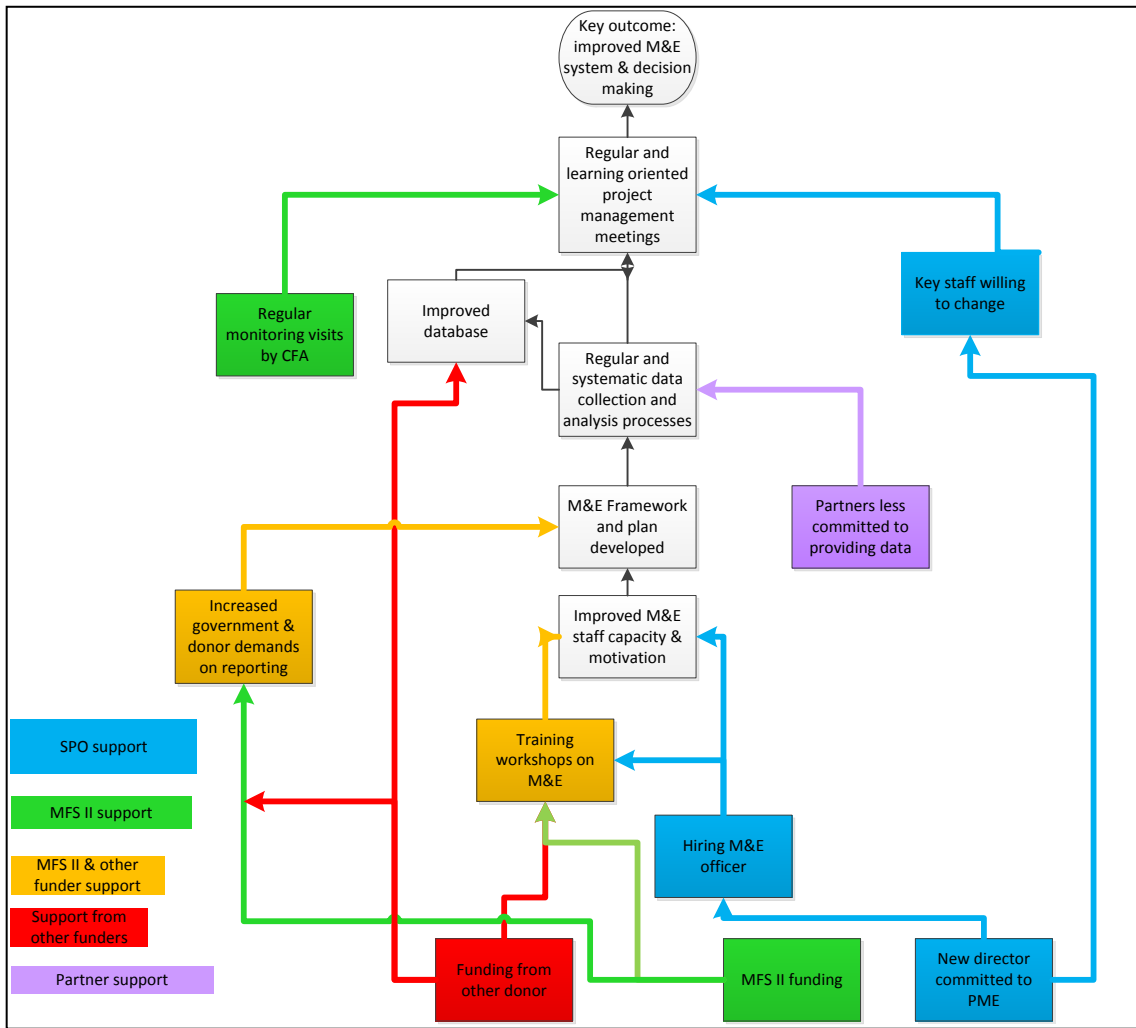 Key outcome:
improved M&E
system & decision
making
Regular and
learning oriented
project
management
meetings
Key staff willing
to change
Improved
database
Regular
monitoring visits
by CFA
Regular and
systematic data
collection and
analysis processes
M&E Framework
and plan
developed
Partners less
committed to
providing data
Increased
government &
donor demands
on reporting
Improved M&E
staff capacity &
motivation
Training
workshops on
M&E
Hiring M&E
officer
SPO support
MFS II support
MFS II & other
funder support
Support from
other funders
Partner support
Funding from
other donor
MFS II funding
New director
committed to
PME